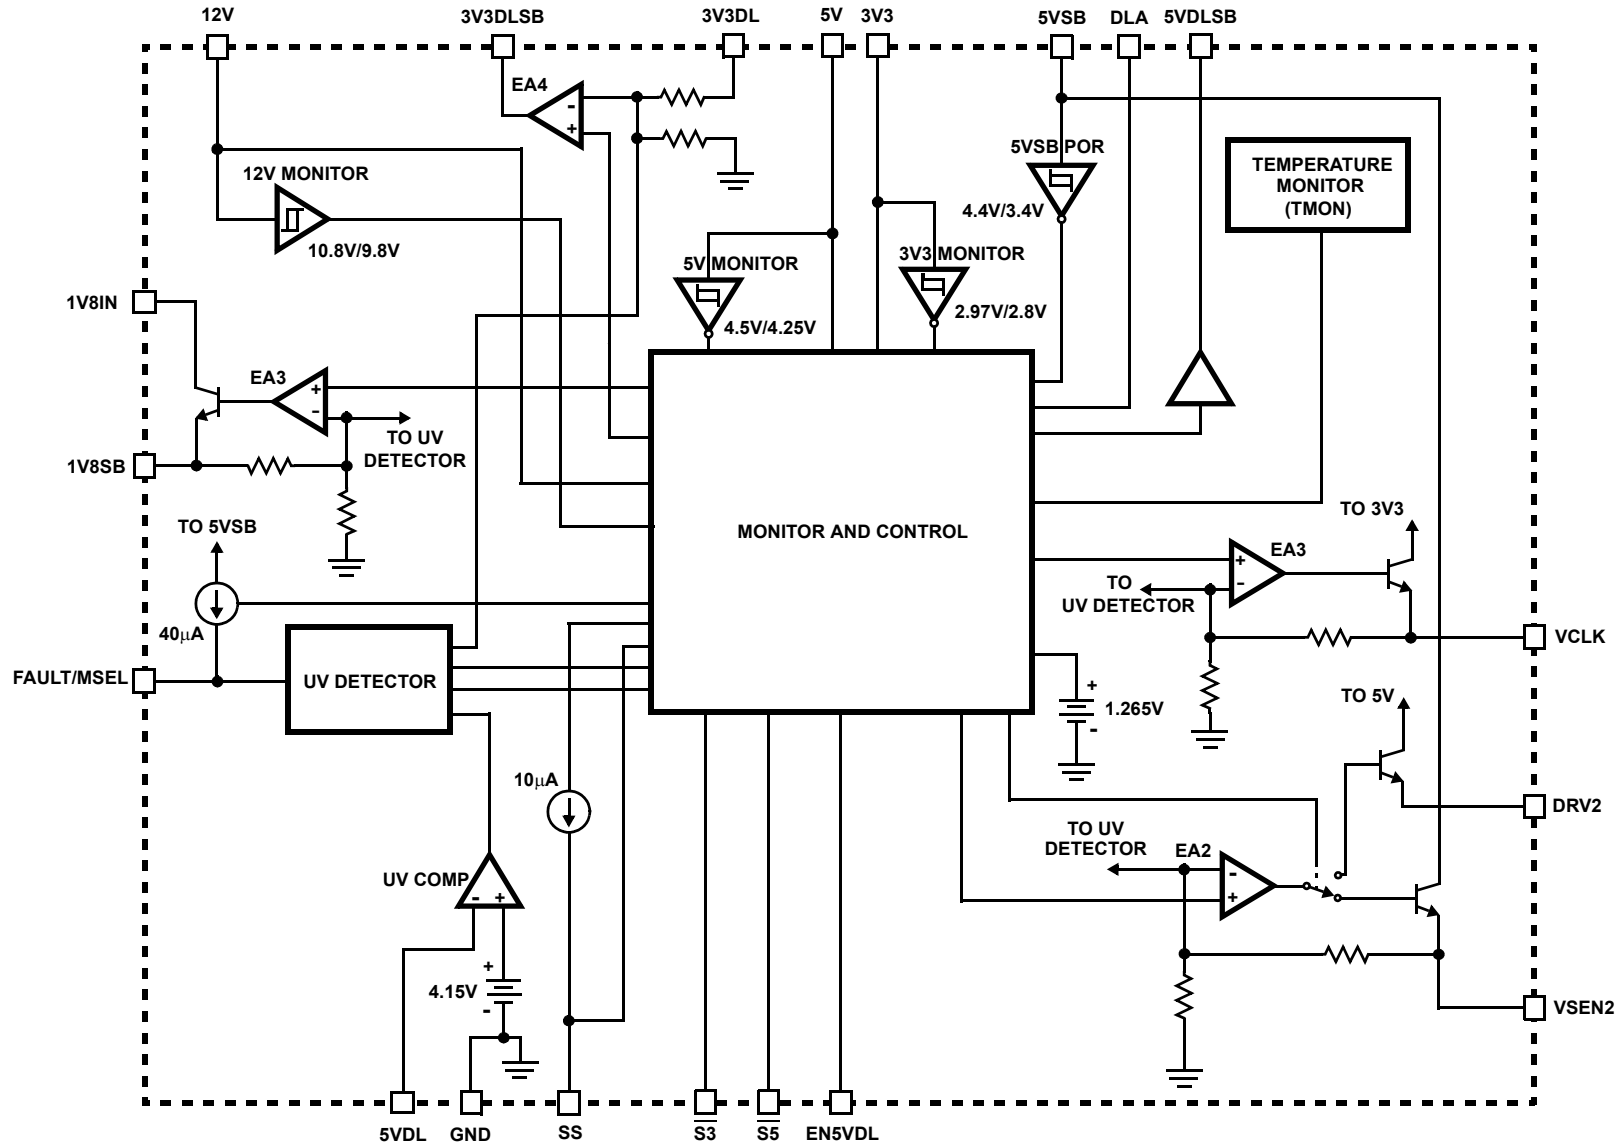 12V
3V3DLSB
3V3DL
5V
3V3
5VSB
DLA
5VDLSB
EA4
-
+
5VSB POR
4.4V/3.4V
TEMPERATURE
MONITOR
(TMON)
12V MONITOR
10.8V/9.8V
5V MONITOR
4.5V/4.25V
3V3 MONITOR
2.97V/2.8V
1V8IN
EA3
+
-
TO UV
DETECTOR
1V8SB
TO 5VSB
40µA
MONITOR AND CONTROL
TO 3V3
EA3
+
-
TO
UV DETECTOR
VCLK
FAULT/MSEL
UV DETECTOR
+
1.265V
-
TO 5V
10µA
DRV2
TO UV
DETECTOR
EA2
-
+
UV COMP
-
+
+
4.15V
-
VSEN2
5VDL
GND
SS
S3
S5
EN5VDL